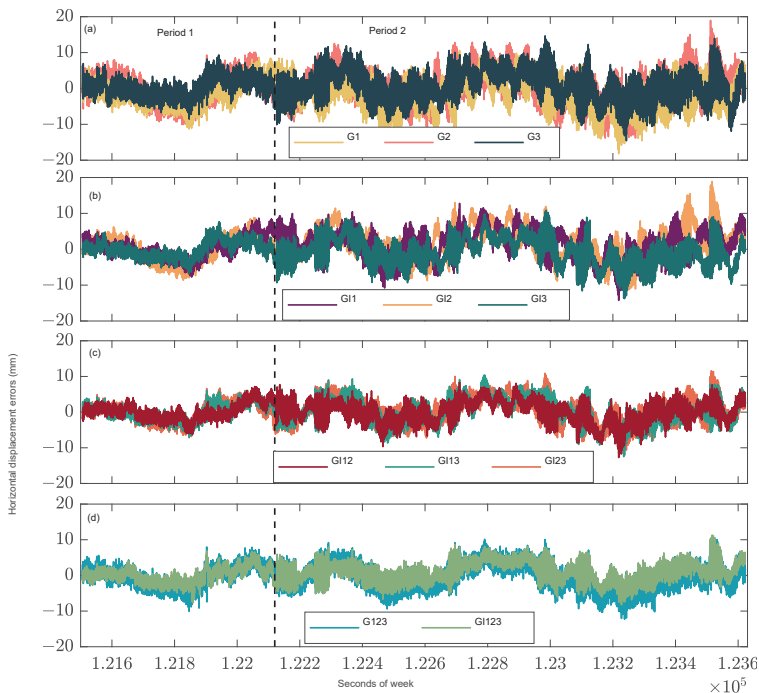 (a)
Period 1
Period 2
20
10
0
−10
−20
G1 G2 G3
(b)
20
10
0
−10
−20
GI1 GI2 GI3
(c)
20
10
0
−10
−20
GI12 GI13 GI23
(d)
20
10
0
−10
−20
G123 GI123
Horizontal displacement errors (mm)
1.216 1.218 1.22 1.222 1.224 1.226 1.228 1.23 1.232 1.234 1.236
Seconds of week
×10⁵